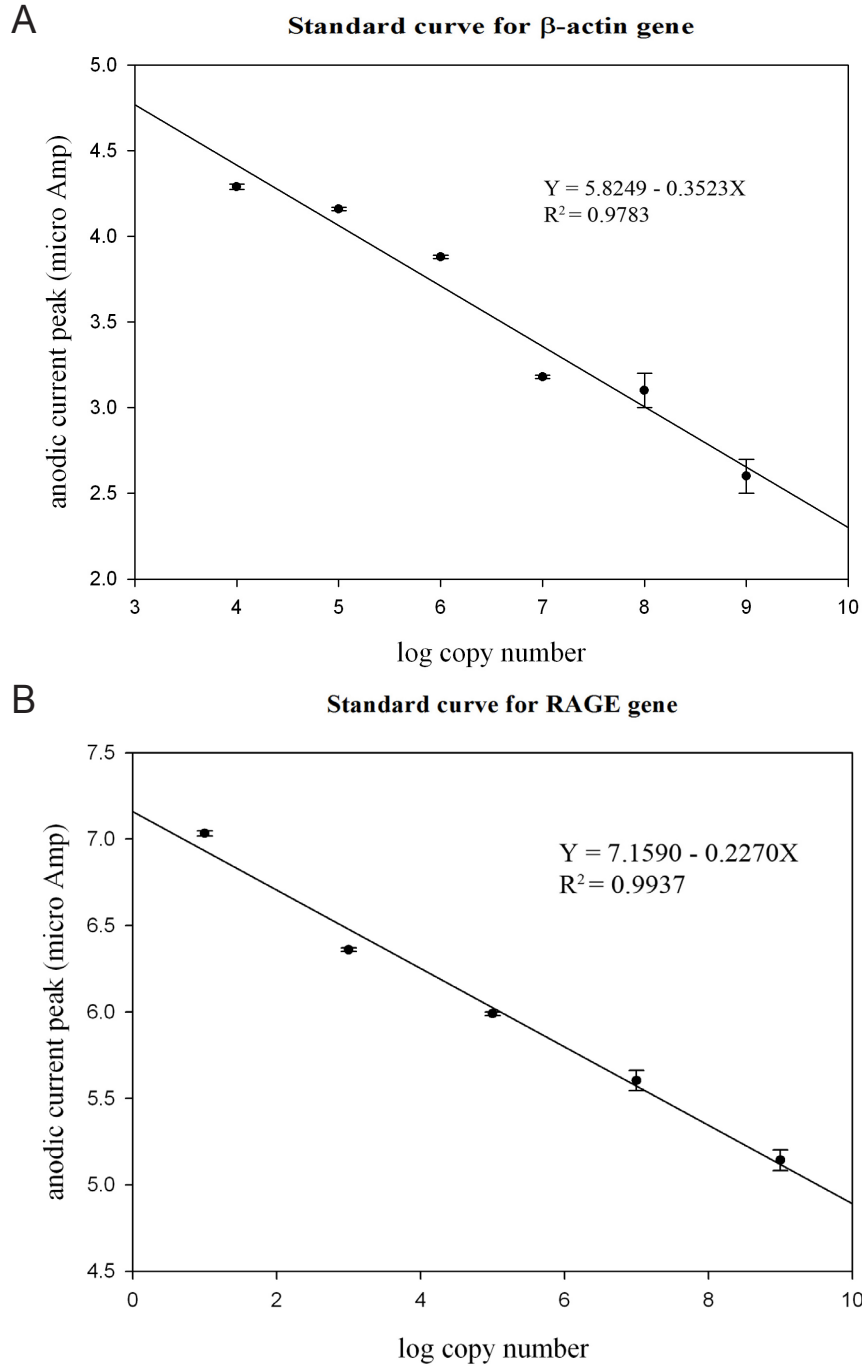 A
Standard curve for β-actin gene
5.0
4.5
4.0
3.5
3.0
2.5
2.0
anodic current peak (micro Amp)
Y = 5.8249 - 0.3523X
R² = 0.9783
3 4 5 6 7 8 9 10
log copy number
B
Standard curve for RAGE gene
7.5
7.0
6.5
6.0
5.5
5.0
4.5
anodic current peak (micro Amp)
Y = 7.1590 - 0.2270X
R² = 0.9937
0 2 4 6 8 10
log copy number